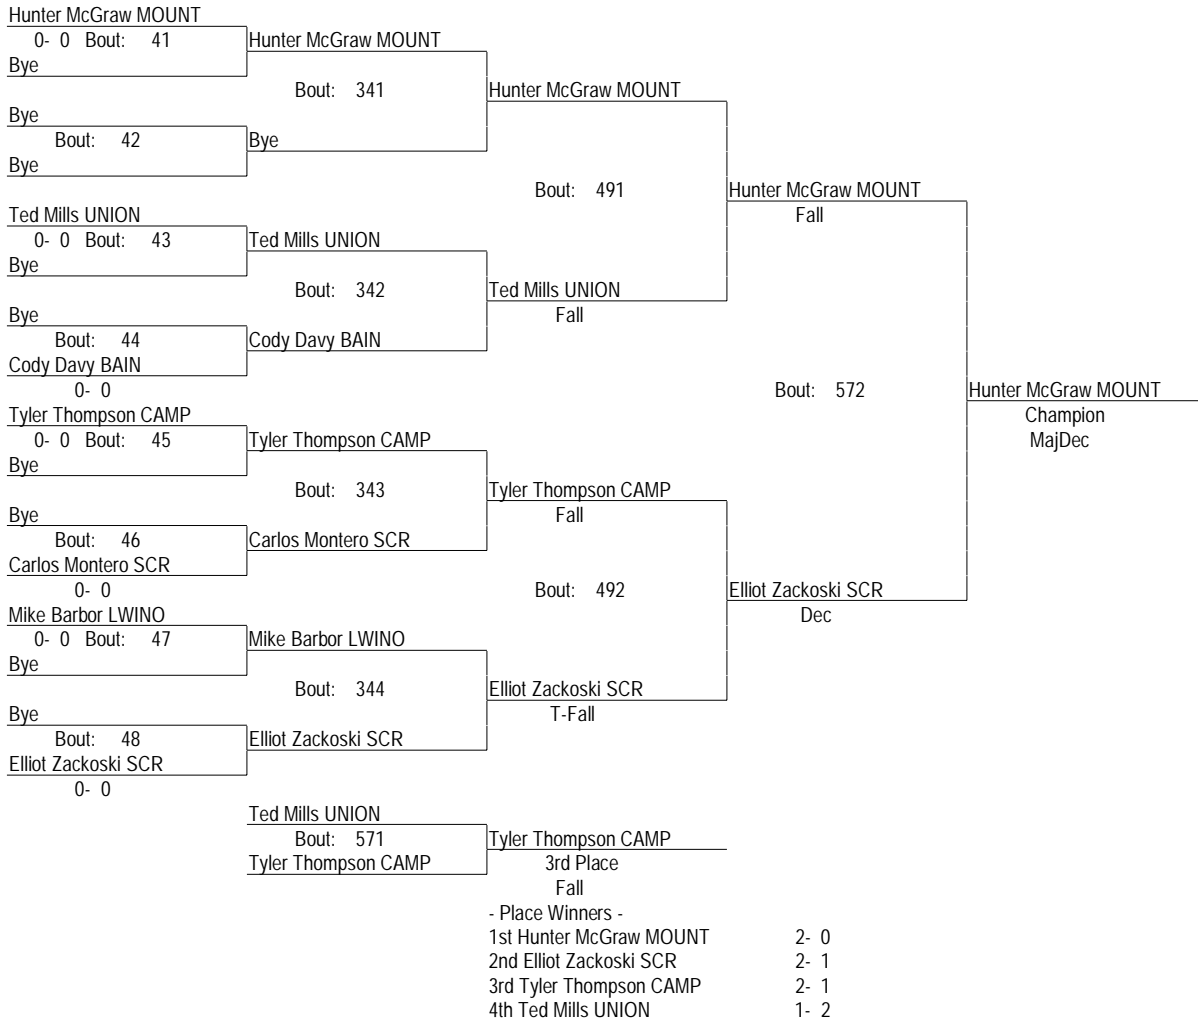 Hunter McGraw MOUNT
0- 0 Bout: 41
Hunter McGraw MOUNT
Bye
Bout: 341
Hunter McGraw MOUNT
Bye
Bout: 42
Bye
Bye
Bout: 491
Hunter McGraw MOUNT
Fall
Ted Mills UNION
0- 0 Bout: 43
Ted Mills UNION
Bye
Bout: 342
Ted Mills UNION
Fall
Bye
Bout: 44
Cody Davy BAIN
Cody Davy BAIN
0- 0
Bout: 572
Hunter McGraw MOUNT
Champion
MajDec
Tyler Thompson CAMP
0- 0 Bout: 45
Tyler Thompson CAMP
Bye
Bout: 343
Tyler Thompson CAMP
Fall
Bye
Bout: 46
Carlos Montero SCR
Carlos Montero SCR
0- 0
Bout: 492
Elliot Zackoski SCR
Dec
Mike Barbor LWINO
0- 0 Bout: 47
Mike Barbor LWINO
Bye
Bout: 344
Elliot Zackoski SCR
T-Fall
Bye
Bout: 48
Elliot Zackoski SCR
Elliot Zackoski SCR
0- 0
Ted Mills UNION
Bout: 571
Tyler Thompson CAMP
Tyler Thompson CAMP
3rd Place
Fall
- Place Winners -
1st Hunter McGraw MOUNT 2- 0
2nd Elliot Zackoski SCR 2- 1
3rd Tyler Thompson CAMP 2- 1
4th Ted Mills UNION 1- 2